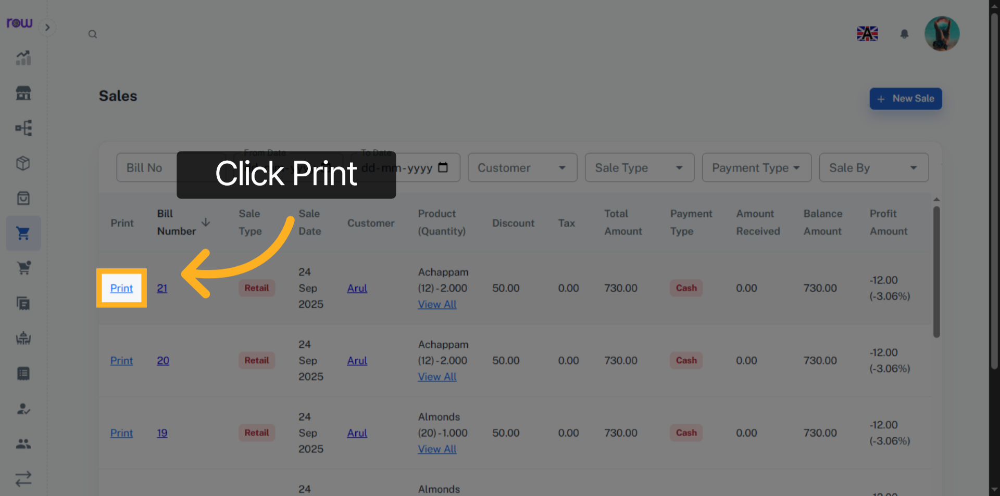 row
Sales
+ New Sale
From Date
To Date
Bill No
dd-mm-yyyy
dd-mm-yyyy
Customer
Sale Type
Payment Type
Sale By
Click Print
Print
Bill Number
Sale Type
Sale Date
Customer
Product (Quantity)
Discount
Tax
Total Amount
Payment Type
Amount Received
Balance Amount
Profit Amount
Print
21
Retail
24 Sep 2025
Arul
Achappam
(12) - 2.000
View All
50.00
0.00
730.00
Cash
0.00
730.00
-12.00
(-3.06%)
Print
20
Retail
24 Sep 2025
Arul
Achappam
(12) - 2.000
View All
50.00
0.00
730.00
Cash
0.00
730.00
-12.00
(-3.06%)
Print
19
Retail
24 Sep 2025
Arul
Almonds
(20) - 1.000
View All
50.00
0.00
730.00
Cash
0.00
730.00
-12.00
(-3.06%)
24
Almonds